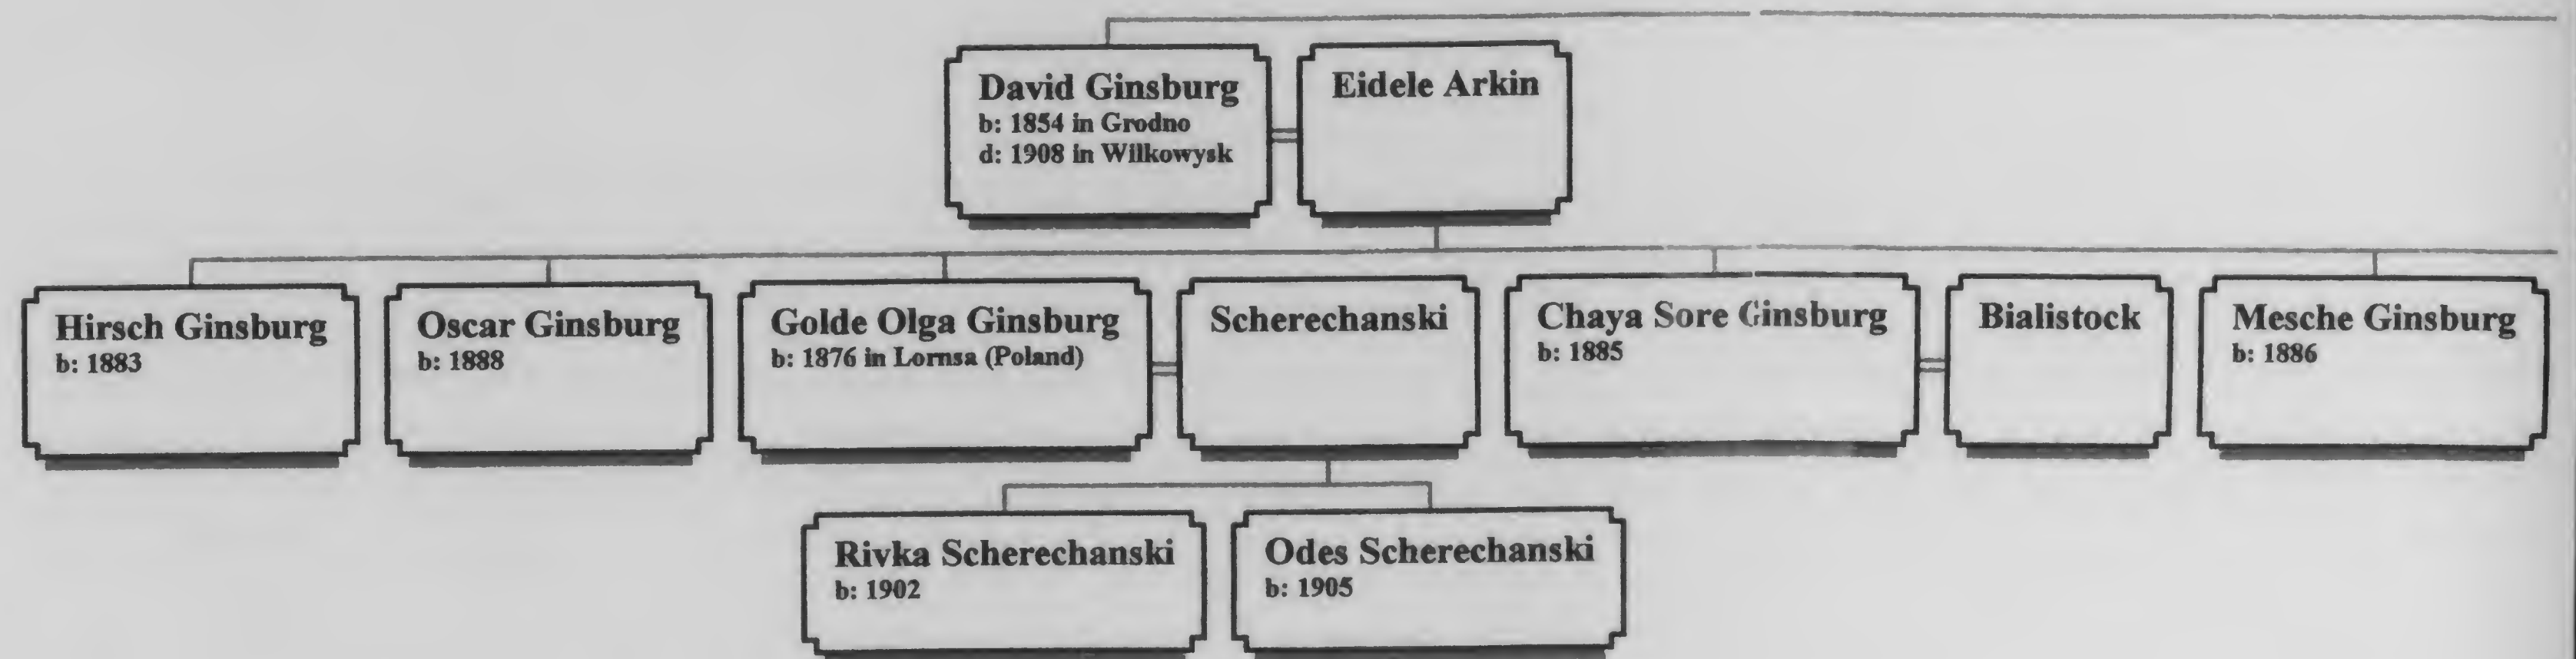 David Ginsburg
b: 1854 in Grodno
d: 1908 in Wilkowysk
Eidele Arkin
Hirsch Ginsburg
b: 1883
Oscar Ginsburg
b: 1888
Golde Olga Ginsburg
b: 1876 in Lornsa (Poland)
Scherechanski
Chaya Sore Ginsburg
b: 1885
Bialistock
Mesche Ginsburg
b: 1886
Rivka Scherechanski
b: 1902
Odes Scherechanski
b: 1905